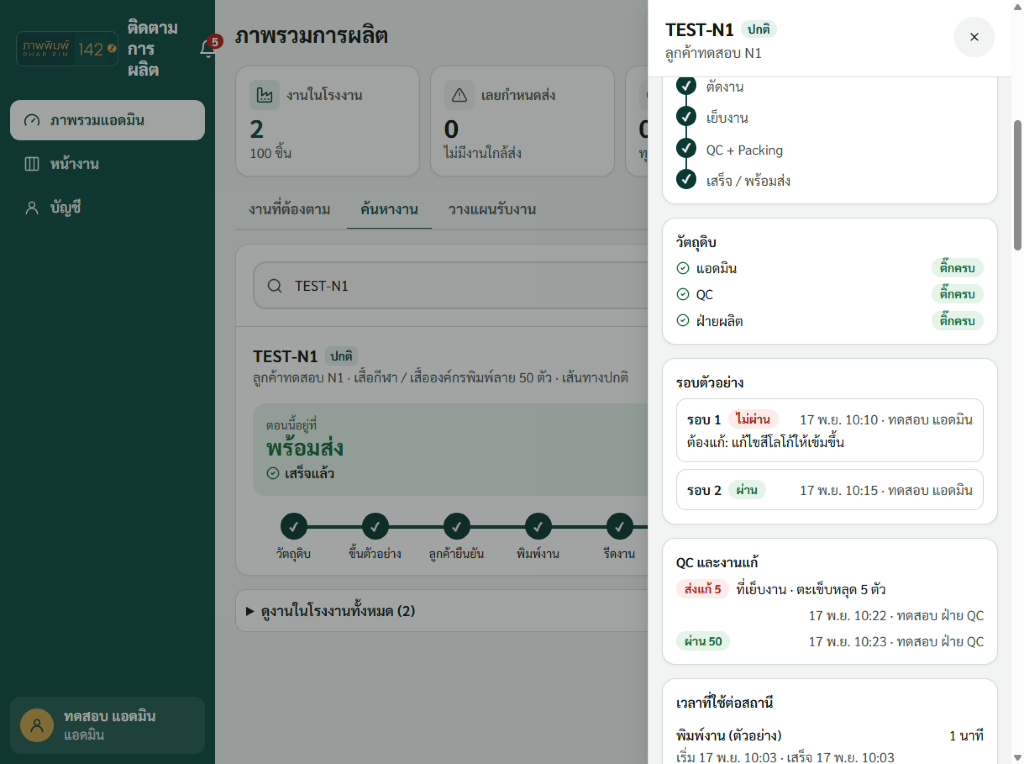 ภาพพิมพ์
PHAP PIM
142
ติดตาม
การ
ผลิต
5
ภาพรวมแอดมิน
หน้างาน
บัญชี
ทดสอบ แอดมิน
แอดมิน
ภาพรวมการผลิต
งานในโรงงาน
2
100 ชิ้น
เลยกำหนดส่ง
0
ไม่มีงานใกล้ส่ง
งานที่ต้องตาม
ค้นหางาน
วางแผนรับงาน
TEST-N1
TEST-N1 ปกติ
ลูกค้าทดสอบ N1 · เสื้อกีฬา / เสื้อองค์กรพิมพ์ลาย 50 ตัว · เส้นทางปกติ
ตอนนี้อยู่ที่
พร้อมส่ง
เสร็จแล้ว
วัตถุดิบ
ขึ้นตัวอย่าง
ลูกค้ายืนยัน
พิมพ์งาน
รีดงาน
▶ ดูงานในโรงงานทั้งหมด (2)
TEST-N1 ปกติ
ลูกค้าทดสอบ N1
ตัดงาน
เย็บงาน
QC + Packing
เสร็จ / พร้อมส่ง
วัตถุดิบ
แอดมิน ติ๊กครบ
QC ติ๊กครบ
ฝ่ายผลิต ติ๊กครบ
รอบตัวอย่าง
รอบ 1 ไม่ผ่าน 17 พ.ย. 10:10 · ทดสอบ แอดมิน
ต้องแก้: แก้ไขสีโลโก้ให้เข้มขึ้น
รอบ 2 ผ่าน 17 พ.ย. 10:15 · ทดสอบ แอดมิน
QC และงานแก้
ส่งแก้ 5 ที่เย็บงาน · ตะเข็บหลุด 5 ตัว
17 พ.ย. 10:22 · ทดสอบ ฝ่าย QC
ผ่าน 50 17 พ.ย. 10:23 · ทดสอบ ฝ่าย QC
เวลาที่ใช้ต่อสถานี
พิมพ์งาน (ตัวอย่าง) 1 นาที
เริ่ม 17 พ.ย. 10:03 · เสร็จ 17 พ.ย. 10:03